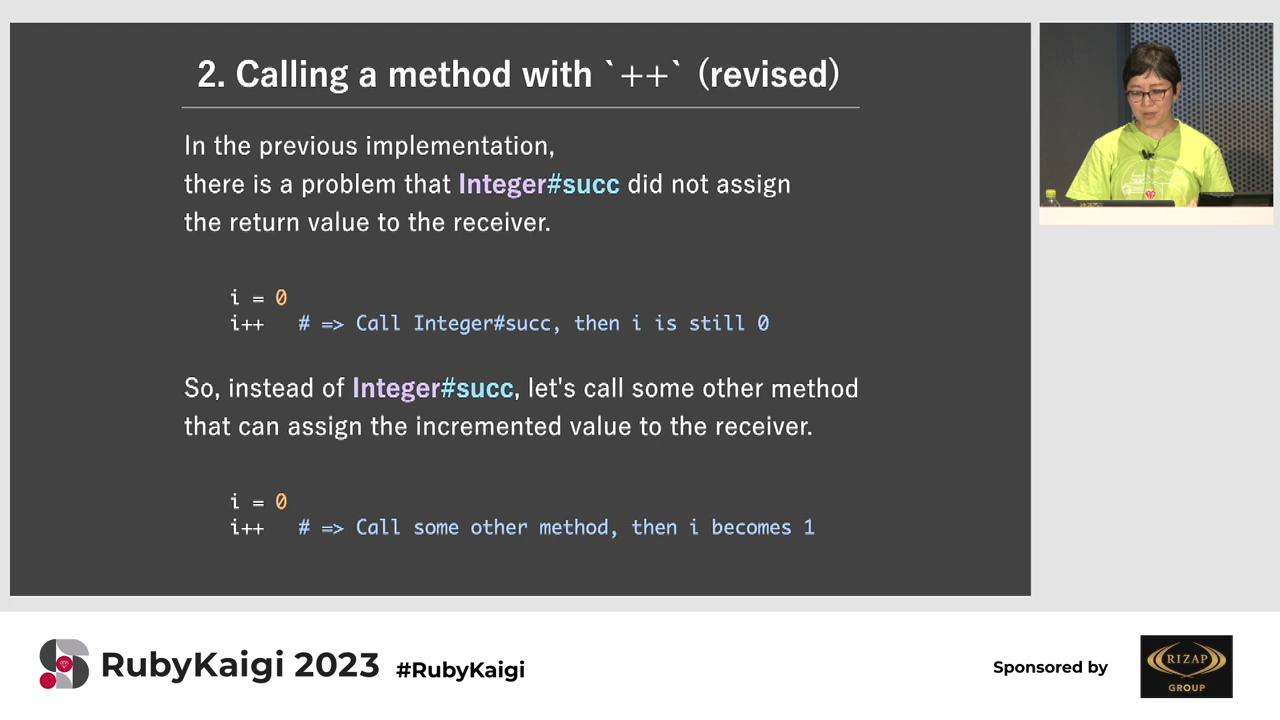 2. Calling a method with `++` (revised)
In the previous implementation,
there is a problem that Integer#succ did not assign
the return value to the receiver.
i = 0
i++ # => Call Integer#succ, then i is still 0
So, instead of Integer#succ, let's call some other method
that can assign the incremented value to the receiver.
i = 0
i++ # => Call some other method, then i becomes 1
RubyKaigi 2023 #RubyKaigi
Sponsored by
RIZAP
GROUP